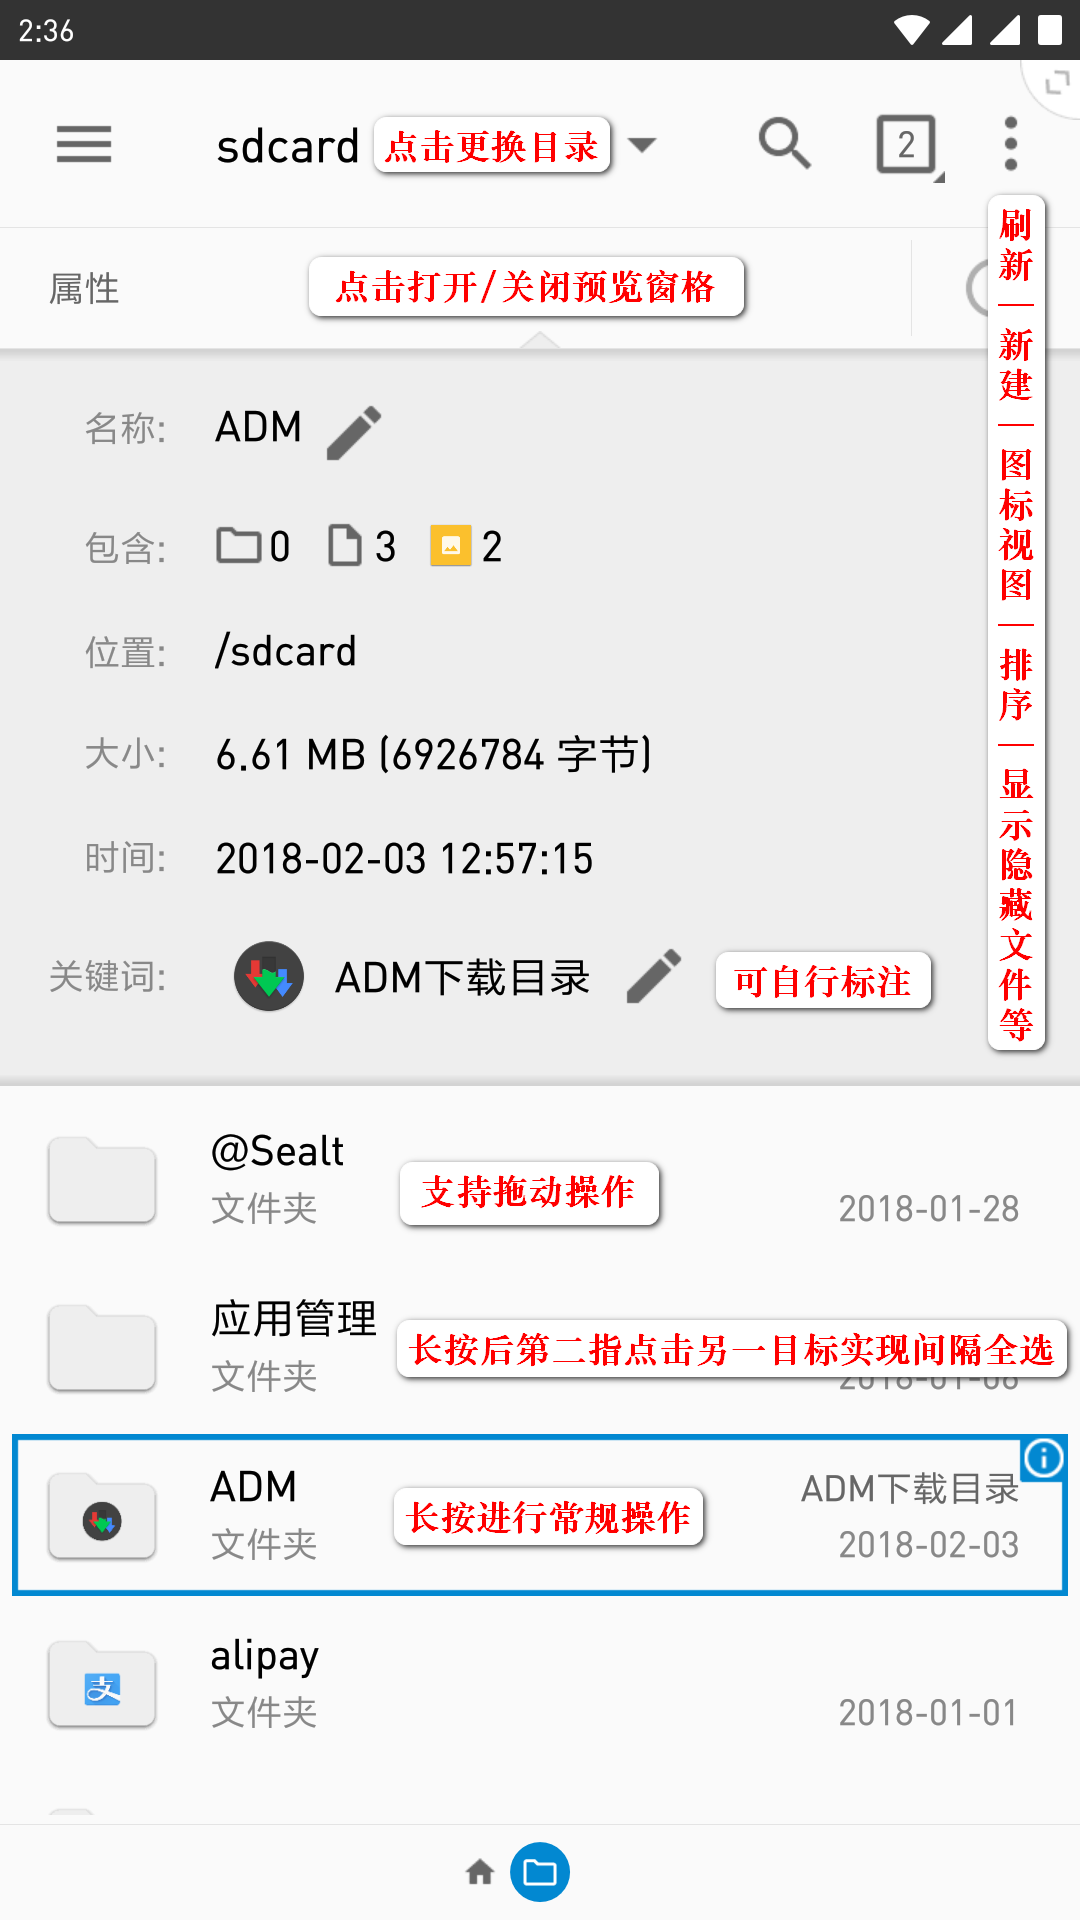 2:36
sdcard 点击更换目录 2
属性 点击打开/关闭预览窗格
刷新|新建|图标视图|排序|显示隐藏文件等
名称: ADM
包含: 0 3 2
位置: /sdcard
大小: 6.61 MB (6926784 字节)
时间: 2018-02-03 12:57:15
关键词: ADM下载目录 可自行标注
@Sealt
文件夹 支持拖动操作 2018-01-28
应用管理
长按后第二指点击另一目标实现间隔全选
文件夹 2018-01-08
ADM ADM下载目录
长按进行常规操作
文件夹 2018-02-03
alipay
支
文件夹 2018-01-01